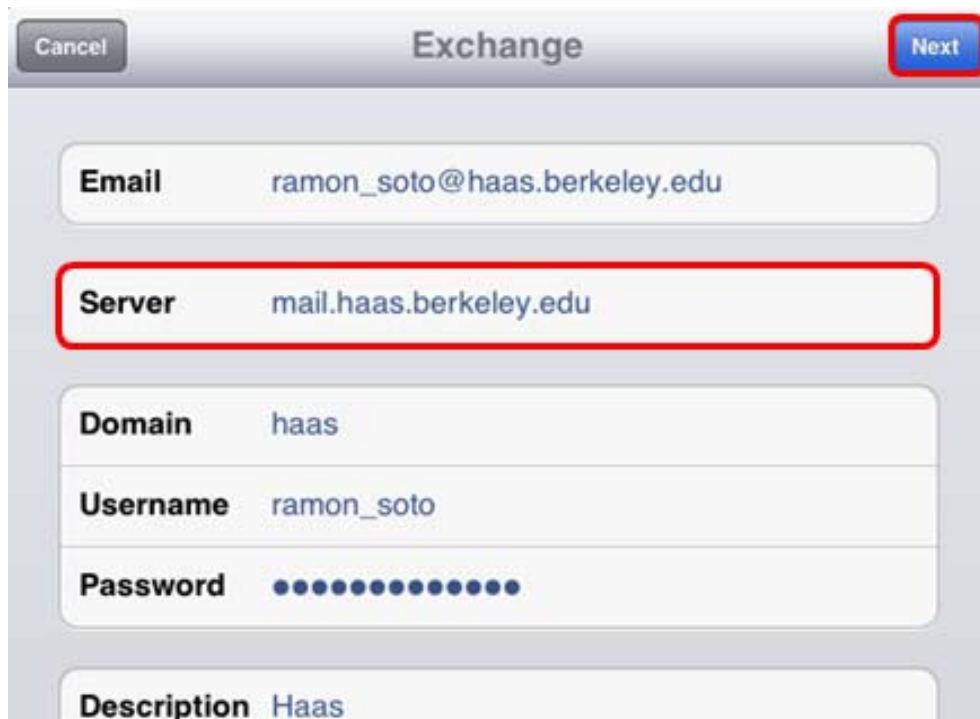 Cancel Exchange Next
Email ramon_soto@haas.berkeley.edu
Server mail.haas.berkeley.edu
Domain haas
Username ramon_soto
Password ●●●●●●●●●●●●●
Description Haas